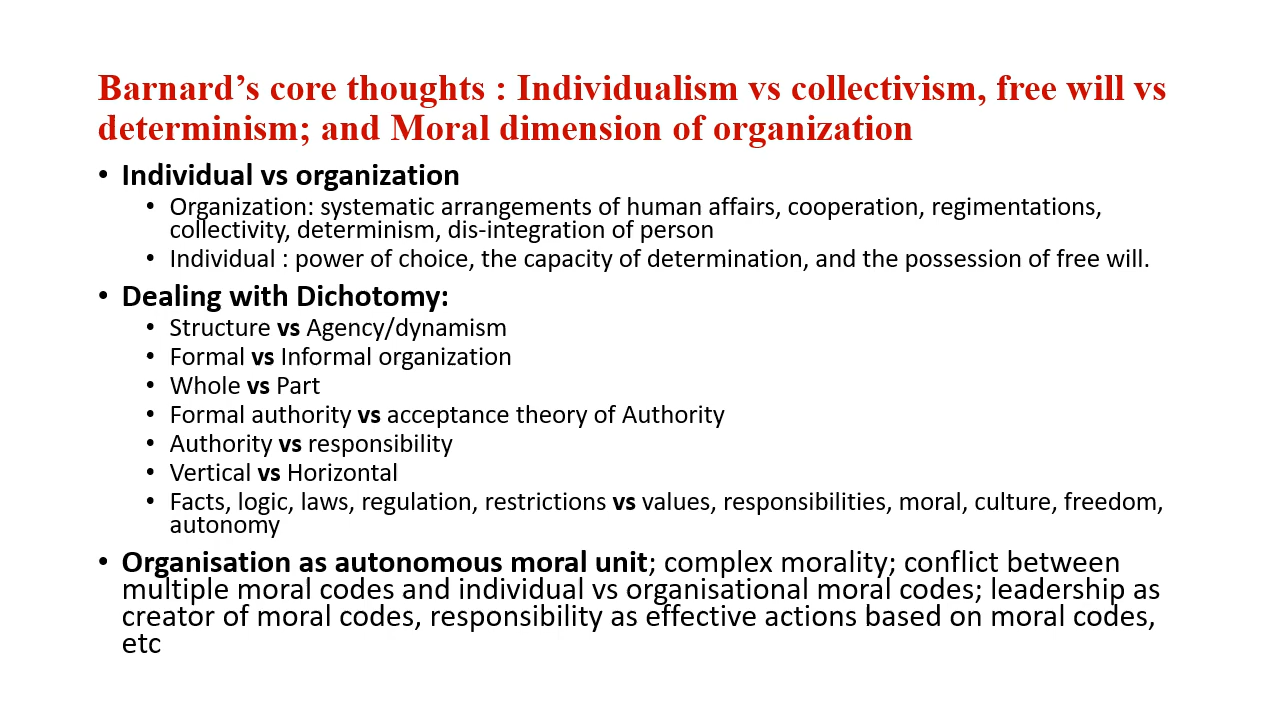 Barnard’s core thoughts : Individualism vs collectivism, free will vs
determinism; and Moral dimension of organization
• Individual vs organization
• Organization: systematic arrangements of human affairs, cooperation, regimentations,
collectivity, determinism, dis-integration of person
• Individual : power of choice, the capacity of determination, and the possession of free will.
• Dealing with Dichotomy:
• Structure vs Agency/dynamism
• Formal vs Informal organization
• Whole vs Part
• Formal authority vs acceptance theory of Authority
• Authority vs responsibility
• Vertical vs Horizontal
• Facts, logic, laws, regulation, restrictions vs values, responsibilities, moral, culture, freedom,
autonomy
• Organisation as autonomous moral unit; complex morality; conflict between
multiple moral codes and individual vs organisational moral codes; leadership as
creator of moral codes, responsibility as effective actions based on moral codes,
etc